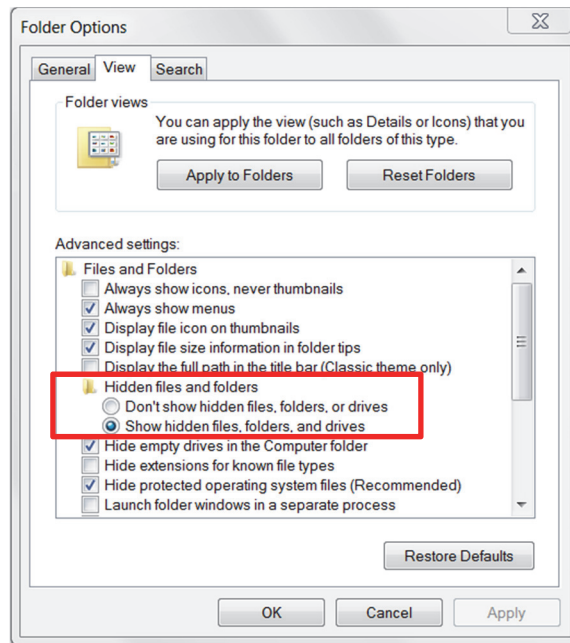 Folder Options
General View Search
Folder views
You can apply the view (such as Details or Icons) that you
are using for this folder to all folders of this type.
Apply to Folders Reset Folders
Advanced settings:
Files and Folders
Always show icons, never thumbnails
Always show menus
Display file icon on thumbnails
Display file size information in folder tips
Display the full path in the title bar (Classic theme only)
Hidden files and folders
Don't show hidden files, folders, or drives
Show hidden files, folders, and drives
Hide empty drives in the Computer folder
Hide extensions for known file types
Hide protected operating system files (Recommended)
Launch folder windows in a separate process
Restore Defaults
OK Cancel Apply